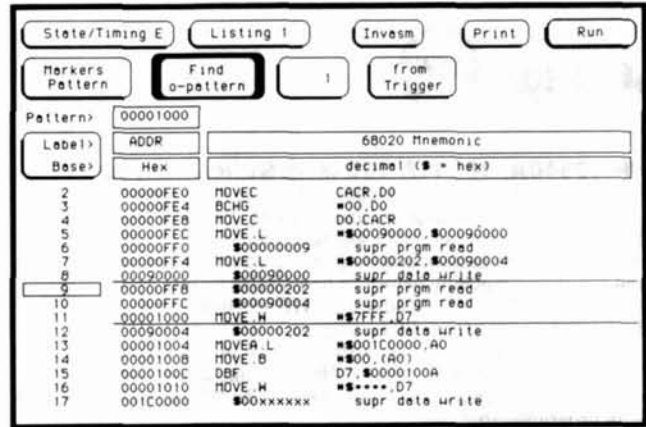 State/Timing E Listing 1 Invasm Print Run
Markers Pattern Find o-pattern 1 from Trigger
Pattern> 00001000
Label> ADDR 68020 Mnemonic
Base> Hex decimal ($ = hex)
2 00000FE0 MOVEC CACR,D0
3 00000FE4 BCHG #00,D0
4 00000FE8 MOVEC D0,CACR
5 00000FEC MOVE.L #$00090000,$00090000
6 00000FF0 $00000009 supr prgm read
7 00000FF4 MOVE.L #$00000202,$00090004
8 00090000 $00090000 supr data write
9 00000FF8 $00000202 supr prgm read
10 00000FFC $00090004 supr prgm read
11 00001000 MOVE.W #$7FFF,D7
12 00090004 $00000202 supr data write
13 00001004 MOVEA.L #$001C0000,A0
14 00001008 MOVE.B #$00,(A0)
15 0000100C DBF D7,$0000100A
16 00001010 MOVE.W #$****,D7
17 001C0000 $00xxxxxx supr data write